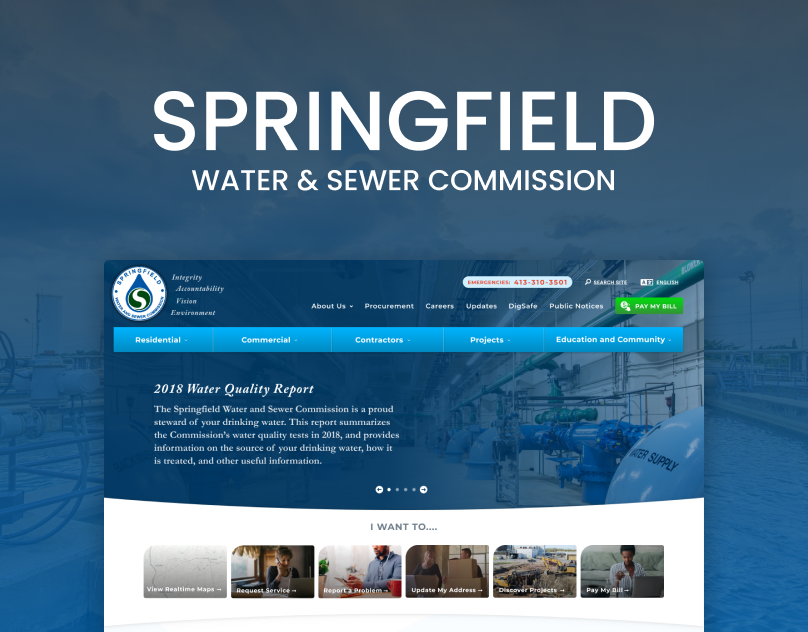 SPRINGFIELD
WATER & SEWER COMMISSION
SPRINGFIELD
WATER AND SEWER COMMISSION
Integrity
Accountability
Vision
Environment
EMERGENCIES: 413-310-3501
SEARCH SITE
ENGLISH
About Us
Procurement
Careers
Updates
DigSafe
Public Notices
PAY MY BILL
Residential
Commercial
Contractors
Projects
Education and Community
2018 Water Quality Report
The Springfield Water and Sewer Commission is a proud
steward of your drinking water. This report summarizes
the Commission's water quality tests in 2018, and provides
information on the source of your drinking water, how it
is treated, and other useful information.
WATER SUPPLY
I WANT TO....
View Realtime Maps →
Request Service →
Report a Problem →
Update My Address →
Discover Projects →
Pay My Bill →